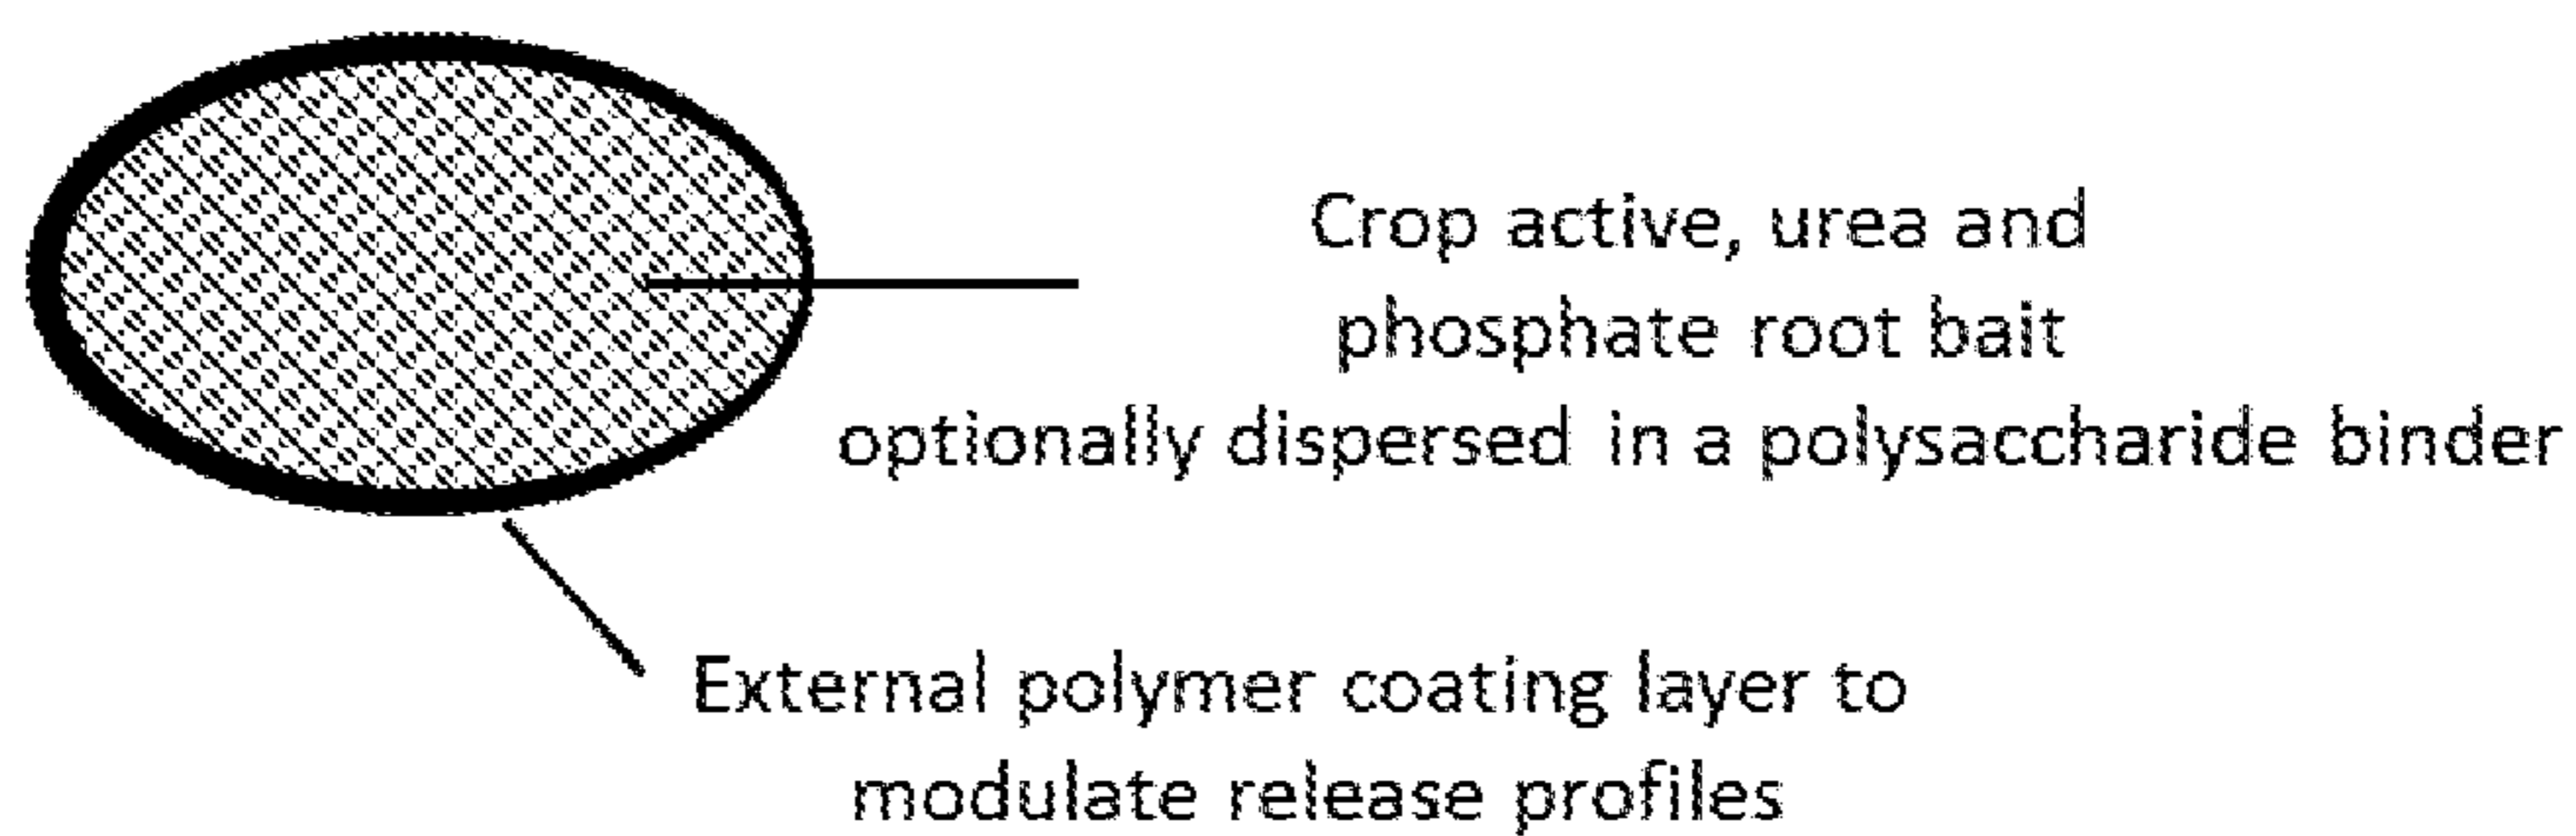 Crop active, urea and
phosphate root bait
optionally dispersed in a polysaccharide binder
External polymer coating layer to
modulate release profiles